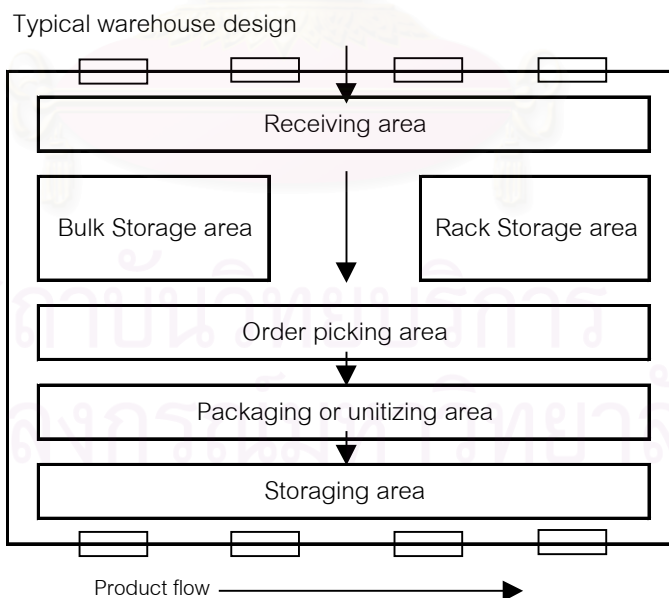 Typical warehouse design
Receiving area
Bulk Storage area
Rack Storage area
Order picking area
Packaging or unitizing area
Storaging area
Product flow